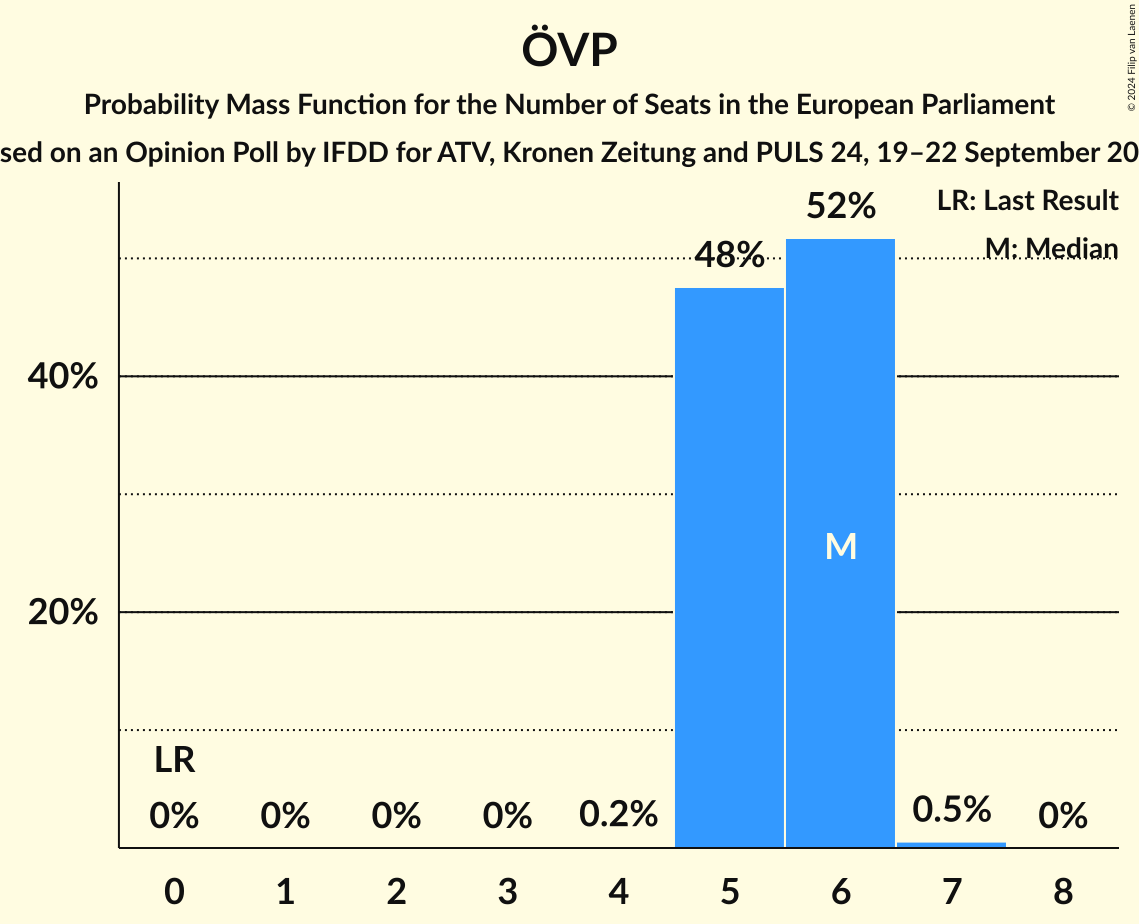 ÖVP
Probability Mass Function for the Number of Seats in the European Parliament
sed on an Opinion Poll by IFDD for ATV, Kronen Zeitung and PULS 24, 19–22 September 20
© 2024 Filip van Laenen
LR: Last Result
M: Median
52%
48%
40%
M
20%
LR
0% 0% 0% 0% 0.2% 0.5% 0%
0 1 2 3 4 5 6 7 8